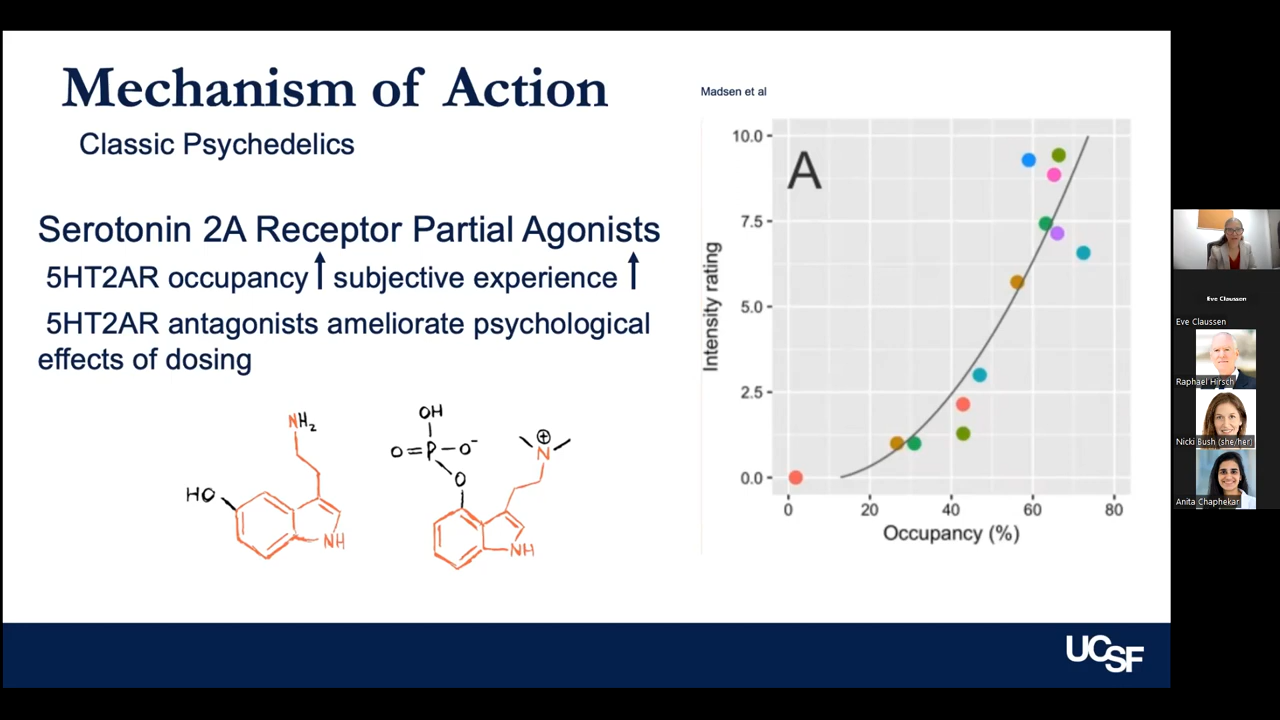 Mechanism of Action
Classic Psychedelics
Serotonin 2A Receptor Partial Agonists
5HT2AR occupancy ↑ subjective experience ↑
5HT2AR antagonists ameliorate psychological
effects of dosing
NH2
HO
NH
OH
O=P-O-
O
⊕
N
NH
Madsen et al
A
Intensity rating
10.0
7.5
5.0
2.5
0.0
0 20 40 60 80
Occupancy (%)
UCSF
Eve Claussen
Eve Claussen
Raphael Hirsch
Nicki Bush (she/her)
Anita Chaphekar